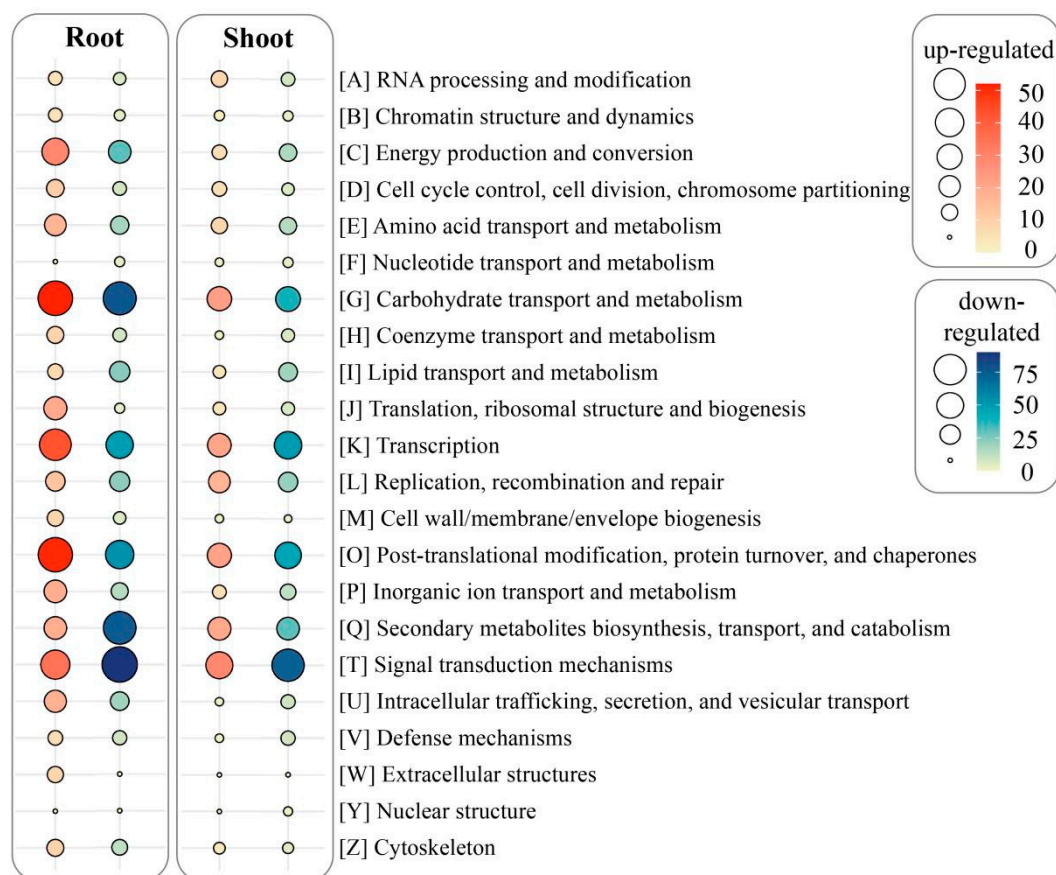 Root
Shoot
[A] RNA processing and modification
[B] Chromatin structure and dynamics
[C] Energy production and conversion
[D] Cell cycle control, cell division, chromosome partitioning
[E] Amino acid transport and metabolism
[F] Nucleotide transport and metabolism
[G] Carbohydrate transport and metabolism
[H] Coenzyme transport and metabolism
[I] Lipid transport and metabolism
[J] Translation, ribosomal structure and biogenesis
[K] Transcription
[L] Replication, recombination and repair
[M] Cell wall/membrane/envelope biogenesis
[O] Post-translational modification, protein turnover, and chaperones
[P] Inorganic ion transport and metabolism
[Q] Secondary metabolites biosynthesis, transport, and catabolism
[T] Signal transduction mechanisms
[U] Intracellular trafficking, secretion, and vesicular transport
[V] Defense mechanisms
[W] Extracellular structures
[Y] Nuclear structure
[Z] Cytoskeleton
up-regulated
50
40
30
20
10
0
down-
regulated
75
50
25
0